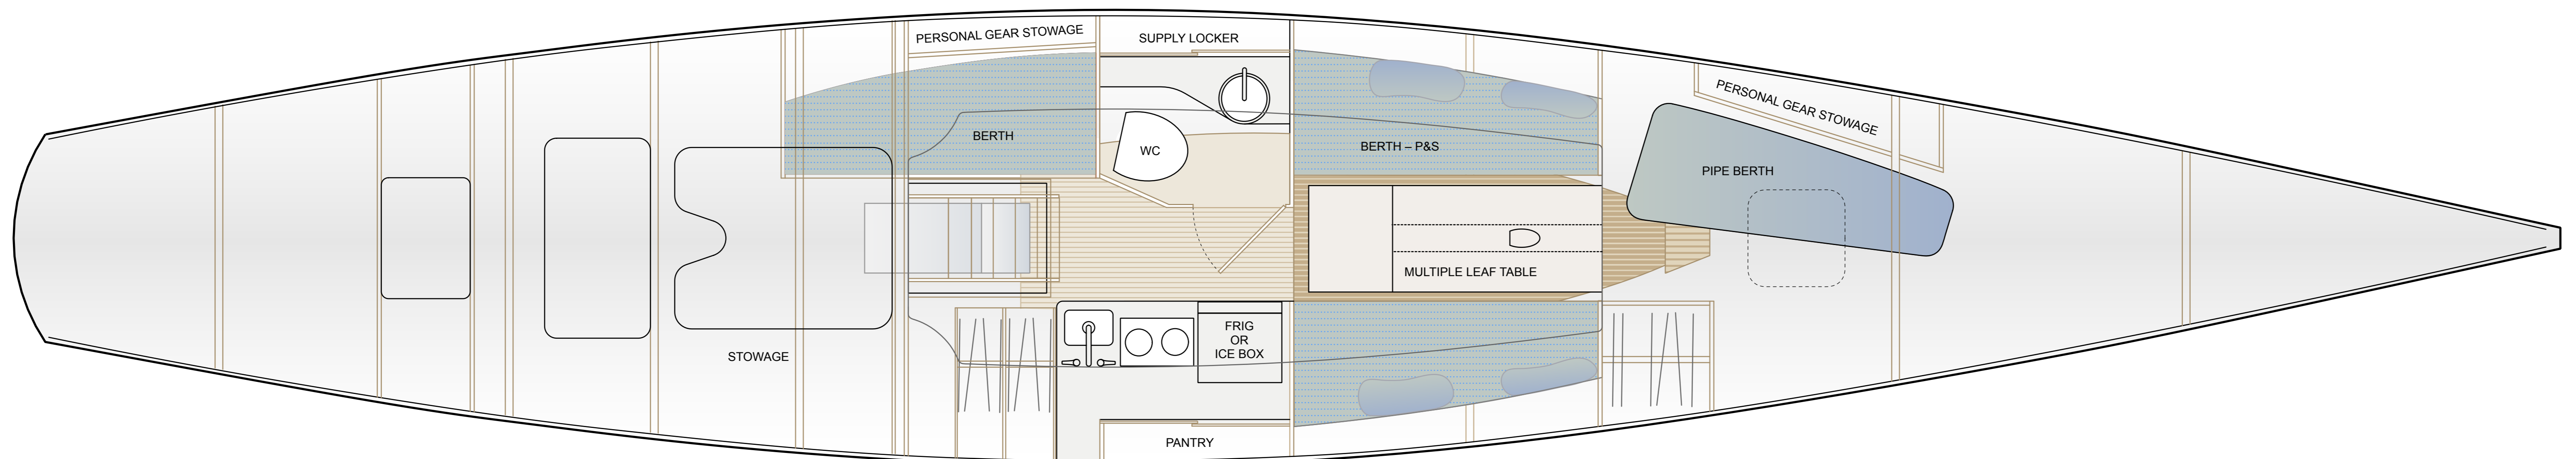 PERSONAL GEAR STOWAGE
SUPPLY LOCKER
PERSONAL GEAR STOWAGE
BERTH
WC
BERTH – P&S
PIPE BERTH
MULTIPLE LEAF TABLE
STOWAGE
FRIG
OR
ICE BOX
PANTRY